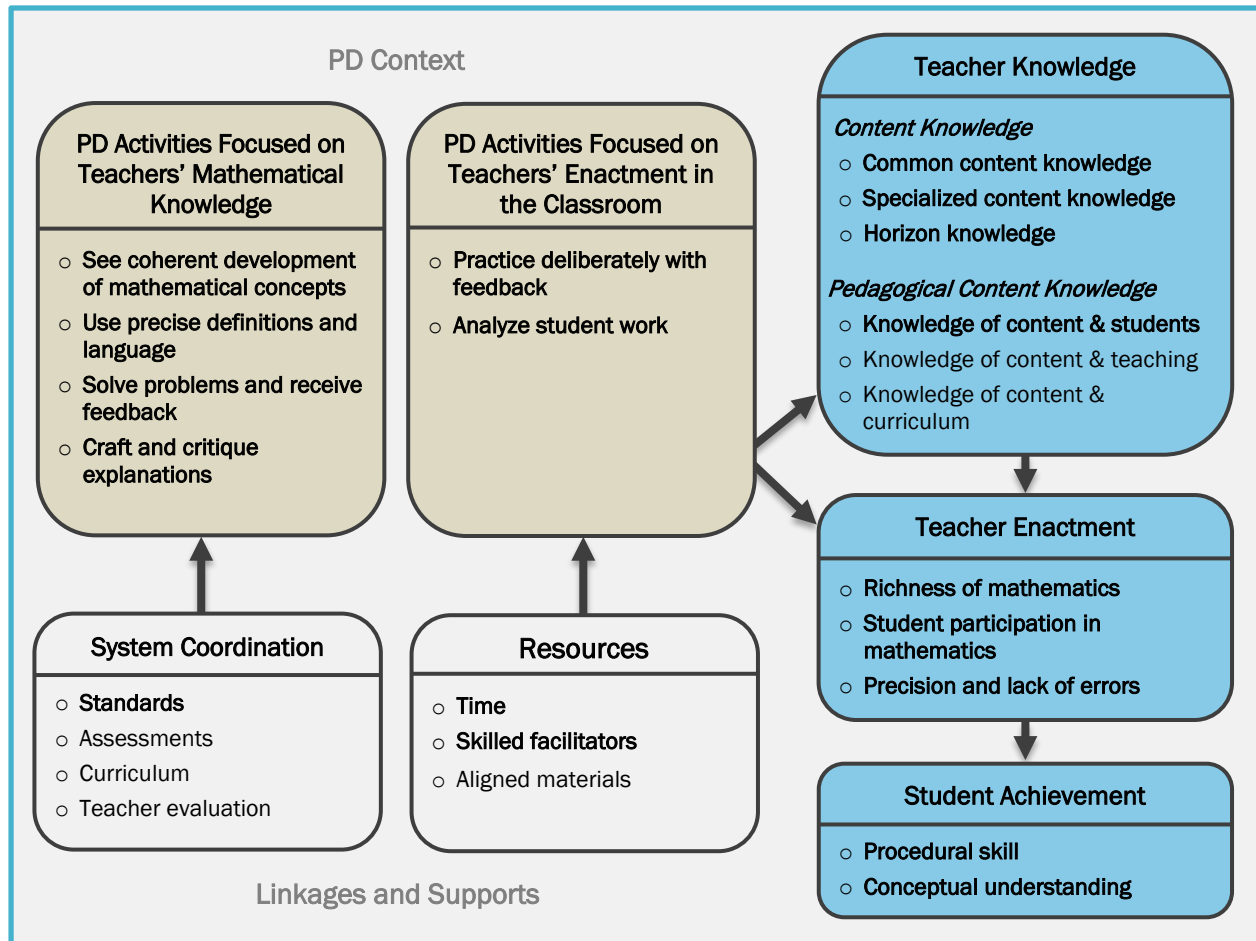 PD Context
PD Activities Focused on
Teachers’ Mathematical
Knowledge
○ See coherent development
of mathematical concepts
○ Use precise definitions and
language
○ Solve problems and receive
feedback
○ Craft and critique
explanations
PD Activities Focused on
Teachers’ Enactment in
the Classroom
○ Practice deliberately with
feedback
○ Analyze student work
System Coordination
○ Standards
○ Assessments
○ Curriculum
○ Teacher evaluation
Resources
○ Time
○ Skilled facilitators
○ Aligned materials
Linkages and Supports
Teacher Knowledge
Content Knowledge
○ Common content knowledge
○ Specialized content knowledge
○ Horizon knowledge
Pedagogical Content Knowledge
○ Knowledge of content & students
○ Knowledge of content & teaching
○ Knowledge of content &
curriculum
Teacher Enactment
○ Richness of mathematics
○ Student participation in
mathematics
○ Precision and lack of errors
Student Achievement
○ Procedural skill
○ Conceptual understanding